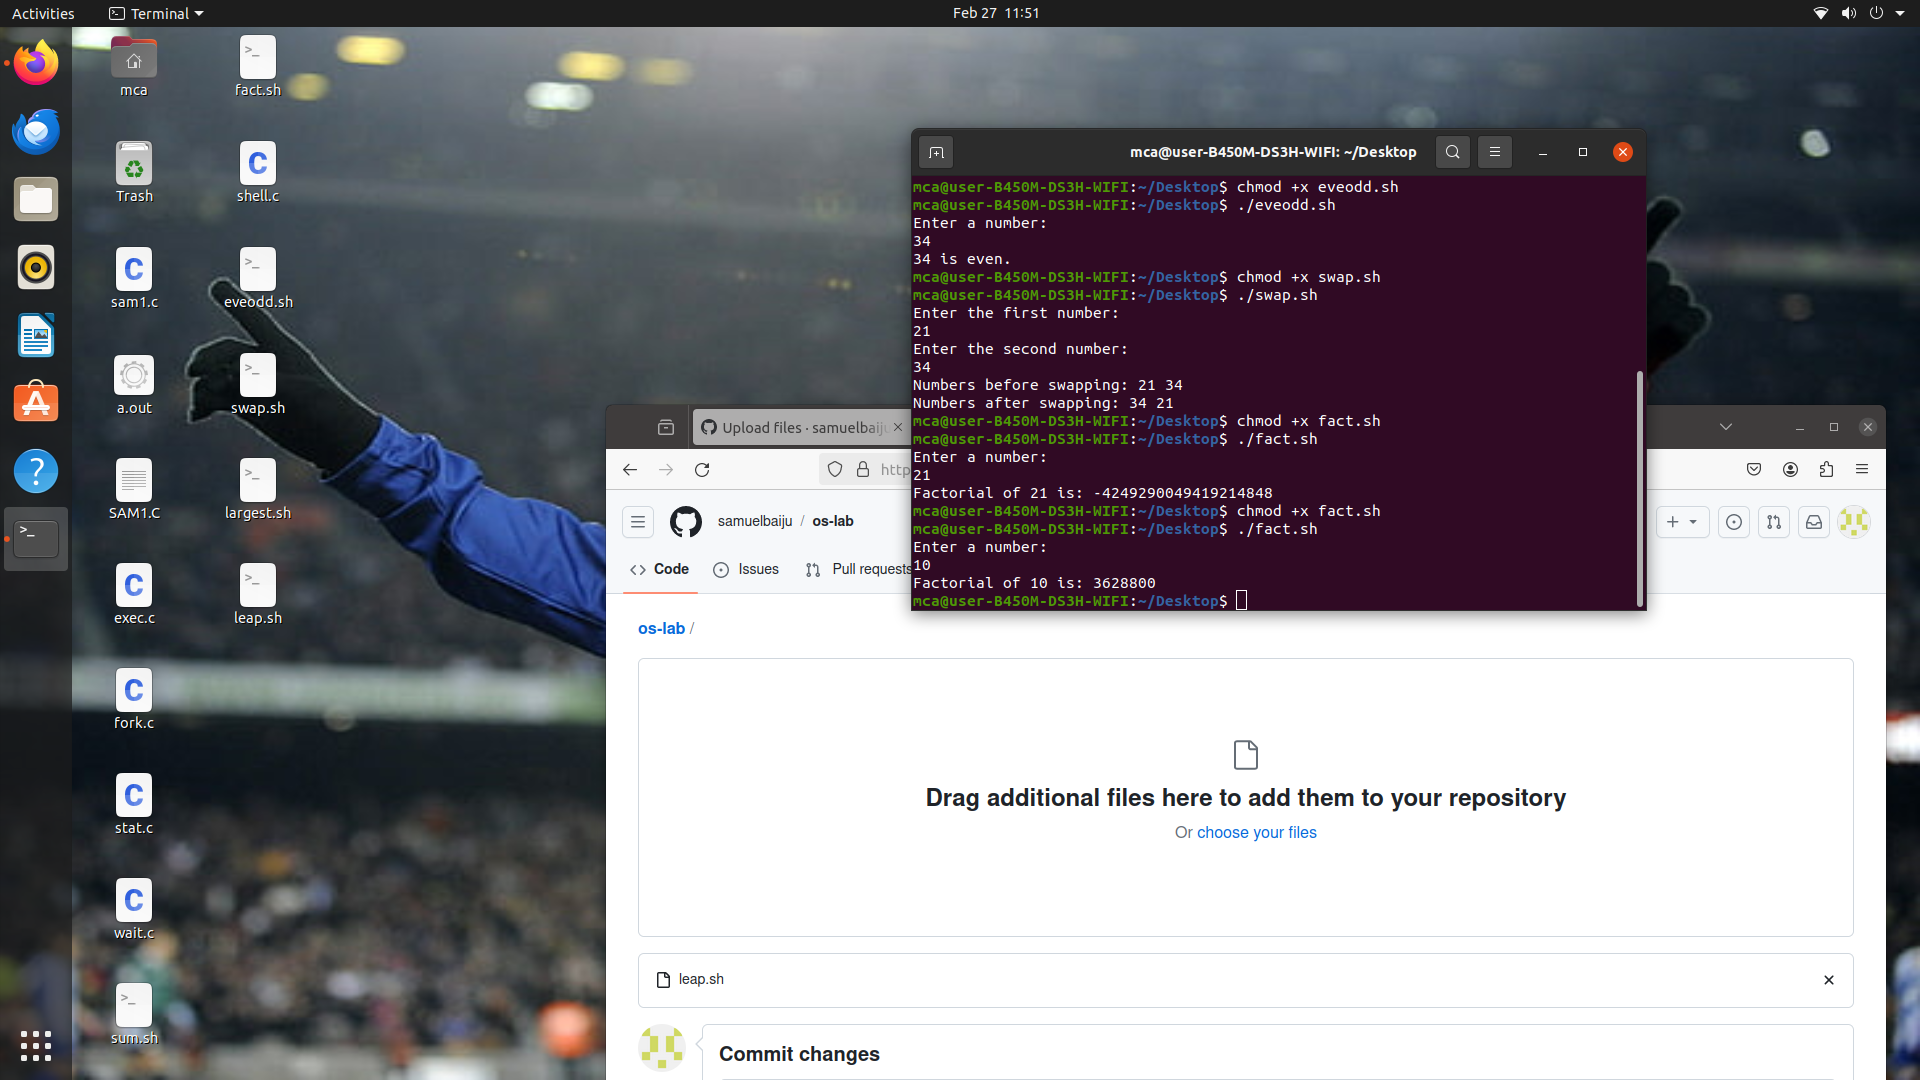 Activities
Terminal
Feb 27 11:51
mca
fact.sh
Trash
shell.c
sam1.c
eveodd.sh
a.out
swap.sh
SAM1.C
largest.sh
exec.c
leap.sh
fork.c
stat.c
wait.c
sum.sh
mca@user-B450M-DS3H-WIFI: ~/Desktop
mca@user-B450M-DS3H-WIFI:~/Desktop$ chmod +x eveodd.sh
mca@user-B450M-DS3H-WIFI:~/Desktop$ ./eveodd.sh
Enter a number:
34
34 is even.
mca@user-B450M-DS3H-WIFI:~/Desktop$ chmod +x swap.sh
mca@user-B450M-DS3H-WIFI:~/Desktop$ ./swap.sh
Enter the first number:
21
Enter the second number:
34
Numbers before swapping: 21 34
Numbers after swapping: 34 21
mca@user-B450M-DS3H-WIFI:~/Desktop$ chmod +x fact.sh
mca@user-B450M-DS3H-WIFI:~/Desktop$ ./fact.sh
Enter a number:
21
Factorial of 21 is: -4249290049419214848
mca@user-B450M-DS3H-WIFI:~/Desktop$ chmod +x fact.sh
mca@user-B450M-DS3H-WIFI:~/Desktop$ ./fact.sh
Enter a number:
10
Factorial of 10 is: 3628800
mca@user-B450M-DS3H-WIFI:~/Desktop$
Upload files · samuelbaiju
http
samuelbaiju / os-lab
Code
Issues
Pull requests
os-lab /
Drag additional files here to add them to your repository
Or choose your files
leap.sh
Commit changes